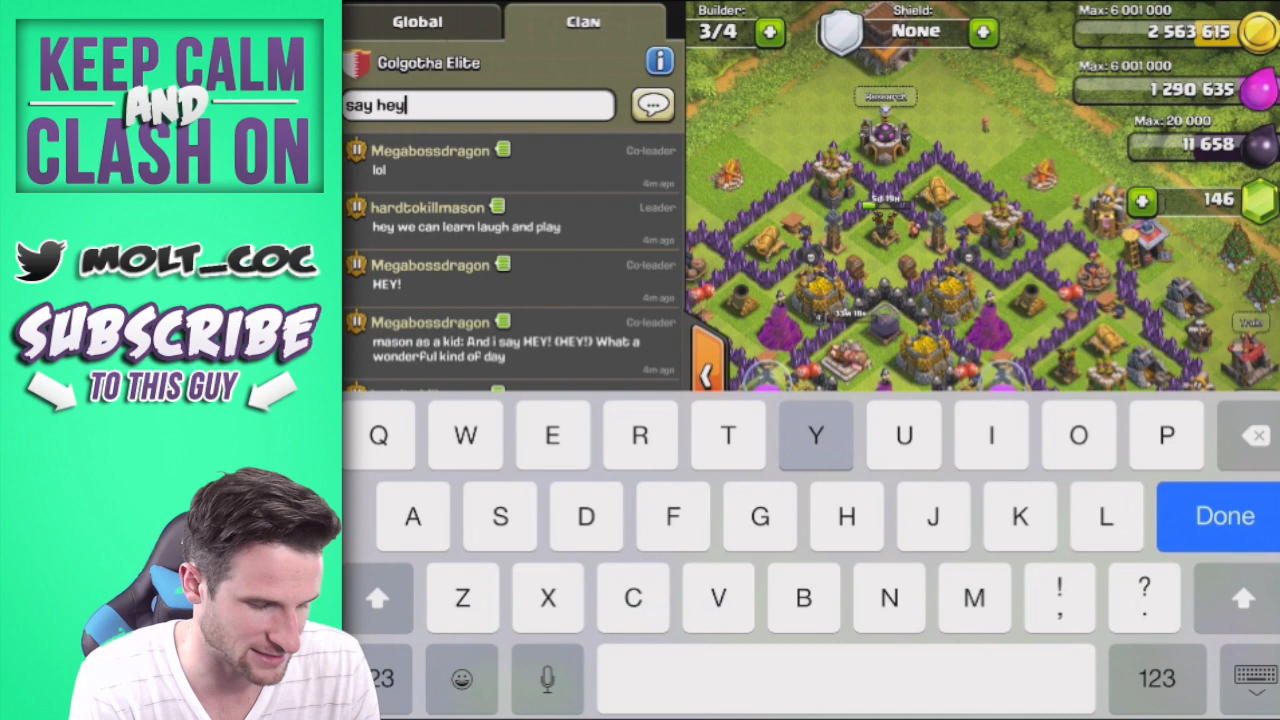 KEEP CALM
AND
CLASH ON
MOLT_COC
SUBSCRIBE
TO THIS GUY
Global
Clan
Golgotha Elite
i
say hey
Megabossdragon
Co-leader
lol
4m ago
hardtokillmason
Leader
hey we can learn laugh and play
4m ago
Megabossdragon
Co-leader
HEY!
4m ago
Megabossdragon
Co-leader
mason as a kid: And i say HEY! (HEY!) What a
wonderful kind of day
4m ago
Builder:
3/4
Shield:
None
Max: 6 001 000
2 563 615
Max: 6 001 000
1 290 635
Max: 20 000
11 658
146
Research
5d 19h
Train
Q W E R T Y U I O P
A S D F G H J K L Done
Z X C V B N M ! , ? .
123